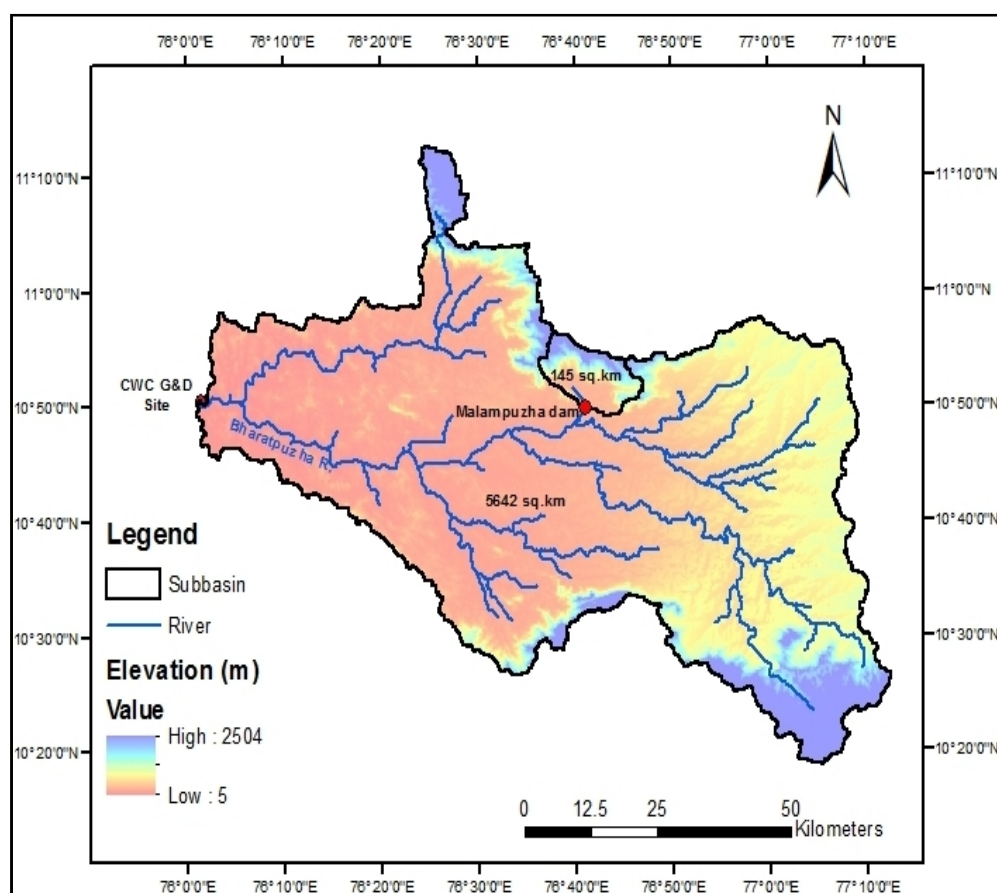 76°0'0"E 76°10'0"E 76°20'0"E 76°30'0"E 76°40'0"E 76°50'0"E 77°0'0"E 77°10'0"E
N
11°10'0"N
11°10'0"N
11°0'0"N
11°0'0"N
145 sq.km
CWC G&D
Site
10°50'0"N
Malampuzha dam
10°50'0"N
Bharatpuzha R.
5642 sq.km
10°40'0"N
10°40'0"N
Legend
Subbasin
River
10°30'0"N
10°30'0"N
Elevation (m)
Value
High : 2504
Low : 5
10°20'0"N
10°20'0"N
0 12.5 25 50
Kilometers
76°0'0"E 76°10'0"E 76°20'0"E 76°30'0"E 76°40'0"E 76°50'0"E 77°0'0"E 77°10'0"E